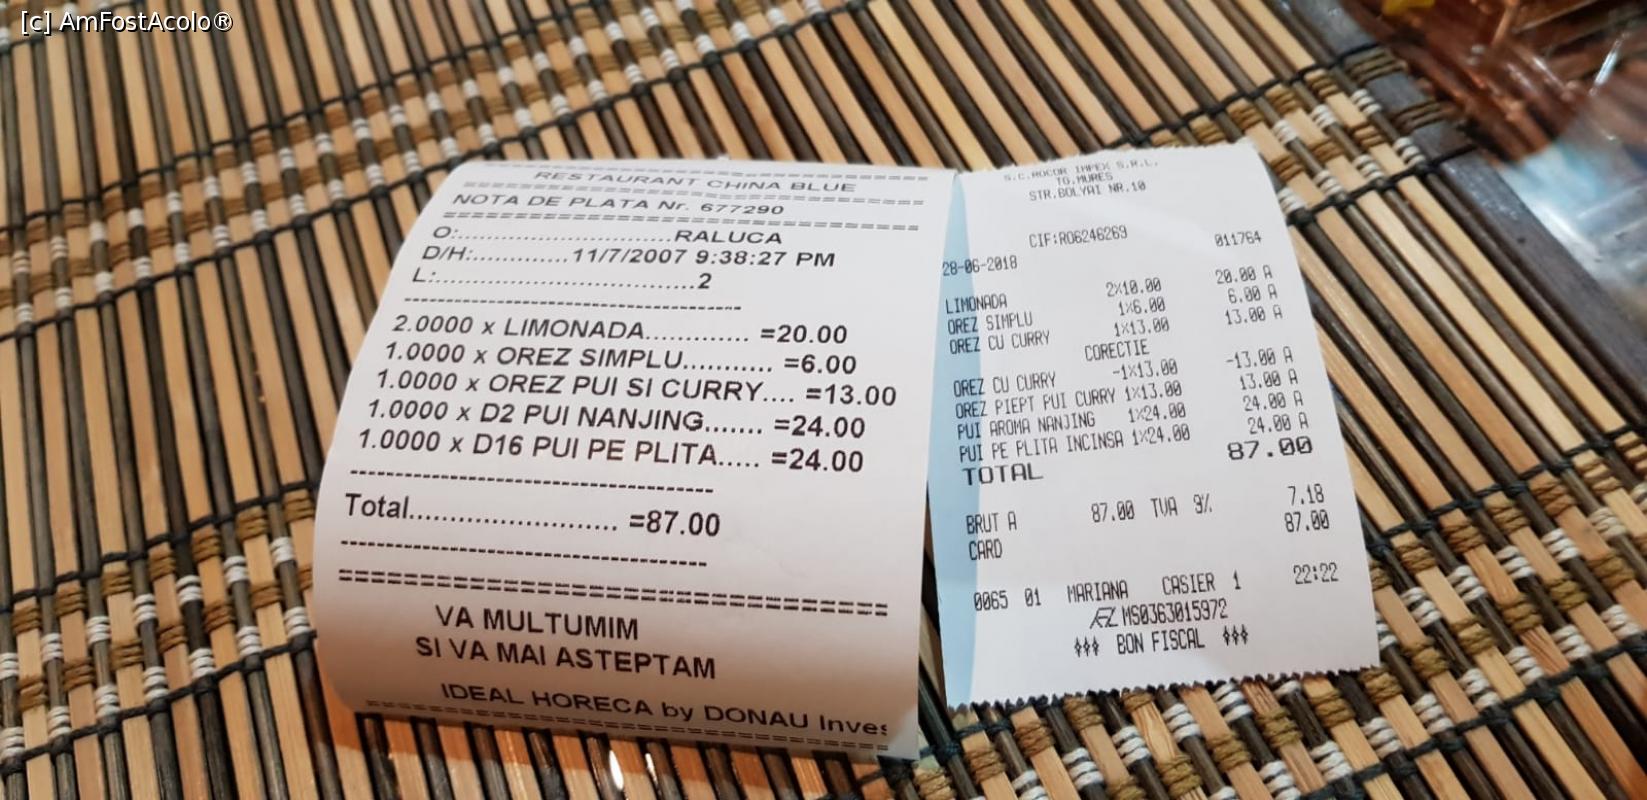 [c] AmFostAcolo®
RESTAURANT CHINA BLUE
NOTA DE PLATA Nr. 677290
O:.............................RALUCA
D/H:.............11/7/2007 9:38:27 PM
L:...................................2
2.0000 x LIMONADA............. =20.00
1.0000 x OREZ SIMPLU........... =6.00
1.0000 x OREZ PUI SI CURRY.... =13.00
1.0000 x D2 PUI NANJING....... =24.00
1.0000 x D16 PUI PE PLITA..... =24.00
Total......................... =87.00
VA MULTUMIM
SI VA MAI ASTEPTAM
IDEAL HORECA by DONAU Inves
S.C.ROCOR IMPEX S.R.L.
TG.MURES
STR.BOLYAI NR.10
CIF:RO6246269
28-06-2018 011764
LIMONADA 2X10.00 20.00 A
OREZ SIMPLU 1X6.00 6.00 A
OREZ CU CURRY 1X13.00 13.00 A
CORECTIE
OREZ CU CURRY -1X13.00 -13.00 A
OREZ PIEPT PUI CURRY 1X13.00 13.00 A
PUI AROMA NANJING 1X24.00 24.00 A
PUI PE PLITA INCINSA 1X24.00 24.00 A
TOTAL 87.00
BRUT A 87.00 TVA 9% 7.18
CARD 87.00
0065 01 MARIANA CASIER 1 22:22
MS0363015972
BON FISCAL